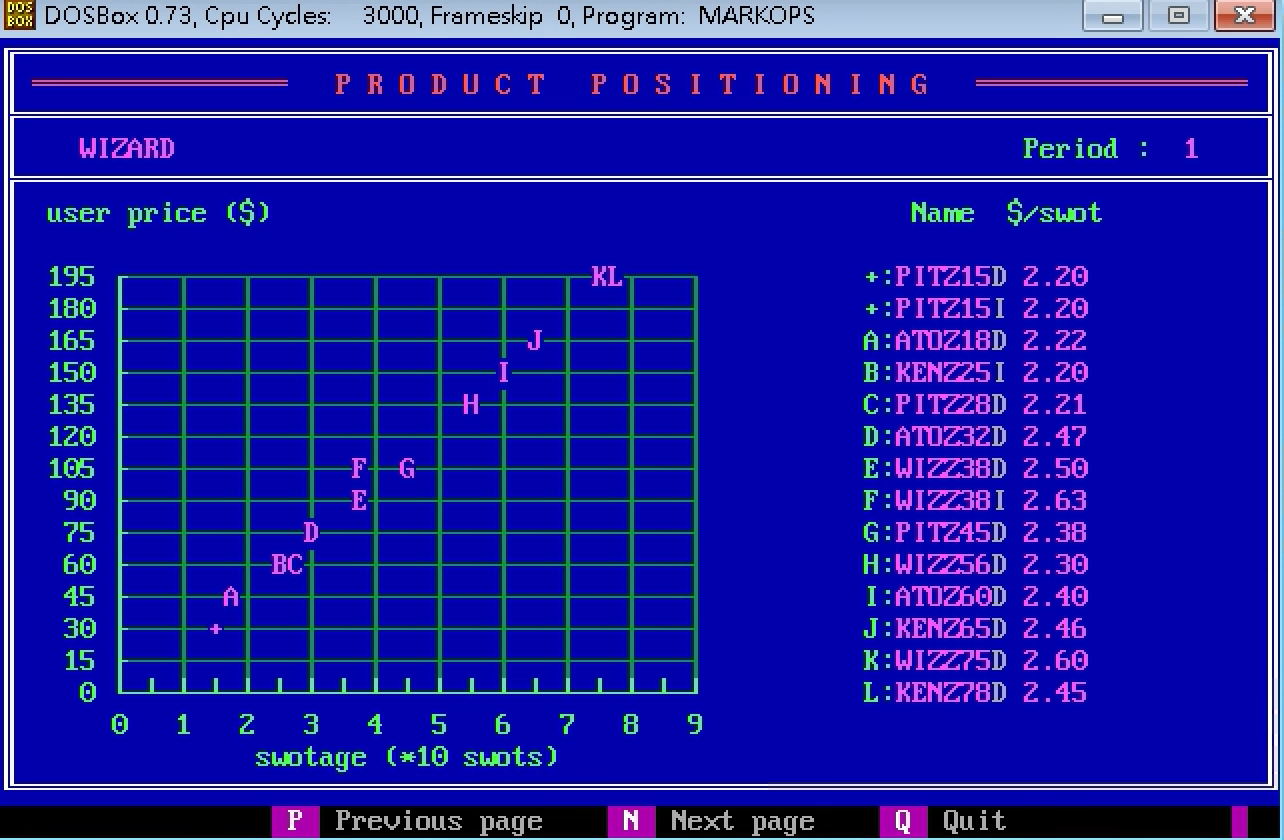 DOSBox 0.73, Cpu Cycles: 3000, Frameskip 0, Program: MARKOPS
PRODUCT POSITIONING
WIZARD Period : 1
user price ($) Name $/swot
195 KL +:PITZ15D 2.20
180 +:PITZ15I 2.20
165 J A:ATOZ18D 2.22
150 I B:KENZ25I 2.20
135 H C:PITZ28D 2.21
120 D:ATOZ32D 2.47
105 F G E:WIZZ38D 2.50
90 E F:WIZZ38I 2.63
75 D G:PITZ45D 2.38
60 BC H:WIZZ56D 2.30
45 A I:ATOZ60D 2.40
30 + J:KENZ65D 2.46
15 K:WIZZ75D 2.60
0 L:KENZ78D 2.45
0 1 2 3 4 5 6 7 8 9
swotage (*10 swots)
P Previous page N Next page Q Quit